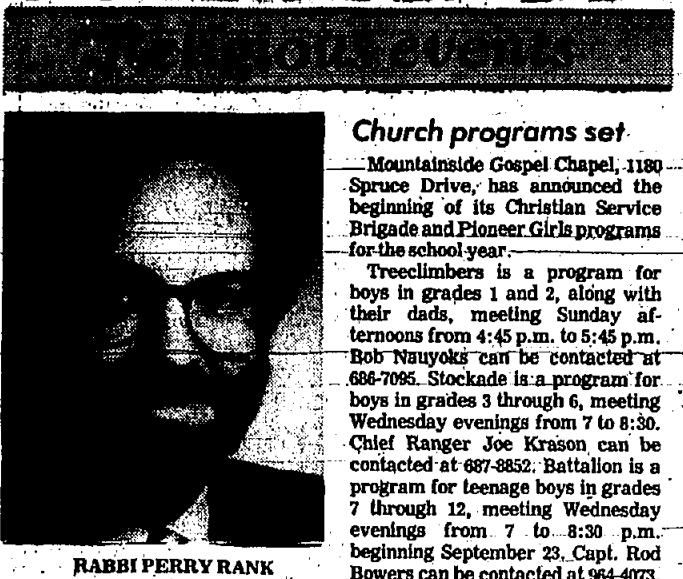 Religious events
RABBI PERRY RANK
Church programs set
Mountainside Gospel Chapel, 1180
Spruce Drive, has announced the
beginning of its Christian Service
Brigade and Pioneer Girls programs
for the school year.
Treeclimbers is a program for
boys in grades 1 and 2, along with
their dads, meeting Sunday af-
ternoons from 4:45 p.m. to 5:45 p.m.
Bob Nauyoks can be contacted at
686-7095. Stockade is a program for
boys in grades 3 through 6, meeting
Wednesday evenings from 7 to 8:30.
Chief Ranger Joe Krason can be
contacted at 687-8852. Battalion is a
program for teenage boys in grades
7 through 12, meeting Wednesday
evenings from 7 to 8:30 p.m.
beginning September 23. Capt. Rod
Bowers can be contacted at 964-4073.